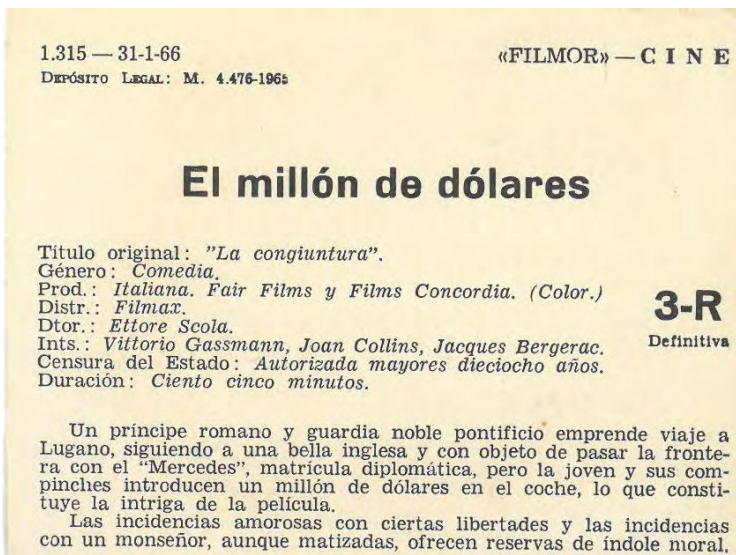 1.315 — 31-1-66
«FILMOR» — CINE
DEPÓSITO LEGAL: M. 4.476-1965
El millón de dólares
Título original: "La congiuntura".
Género: Comedia.
Prod.: Italiana. Fair Films y Films Concordia. (Color.)
Distr.: Filmax.
Dtor.: Ettore Scola.
Ints.: Vittorio Gassmann, Joan Collins, Jacques Bergerac.
Censura del Estado: Autorizada mayores dieciocho años.
Duración: Ciento cinco minutos.
3-R
Definitiva
Un príncipe romano y guardia noble pontificio emprende viaje a
Lugano, siguiendo a una bella inglesa y con objeto de pasar la fronte-
ra con el "Mercedes", matrícula diplomática, pero la joven y sus com-
pinches introducen un millón de dólares en el coche, lo que consti-
tuye la intriga de la película.
Las incidencias amorosas con ciertas libertades y las incidencias
con un monseñor, aunque matizadas, ofrecen reservas de índole moral.